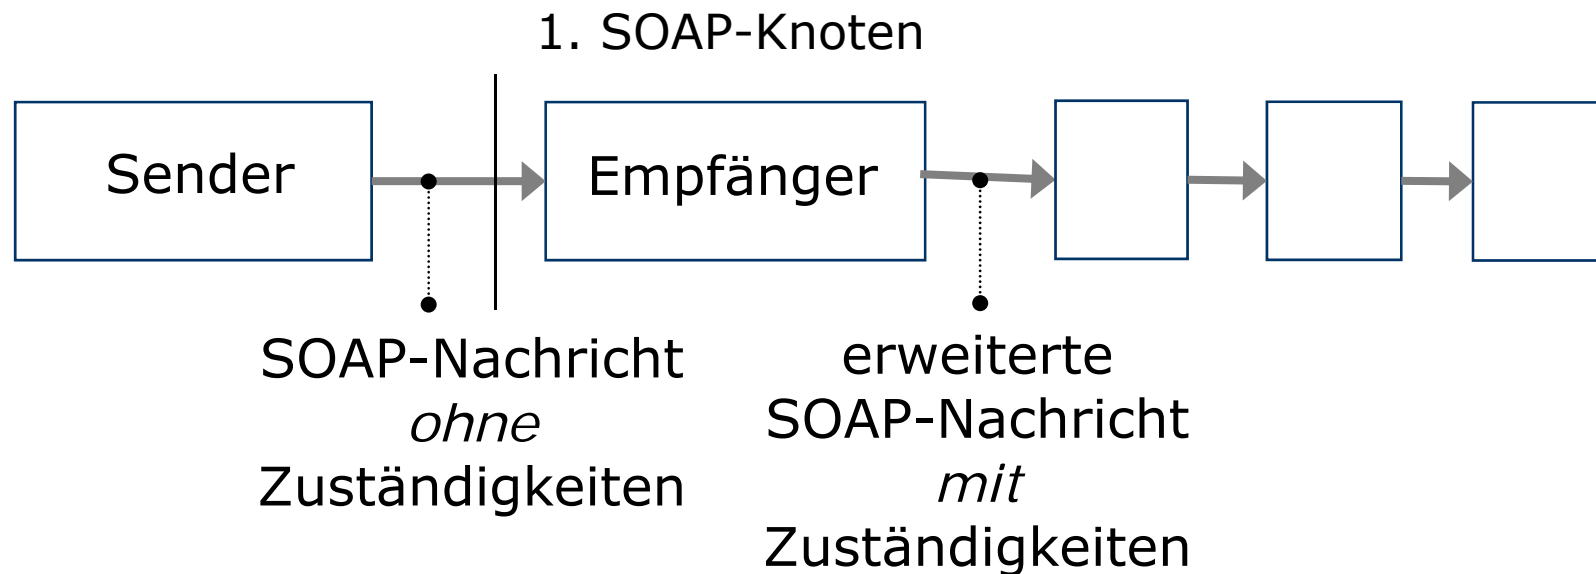 1. SOAP-Knoten
Sender
Empfänger
SOAP-Nachricht
ohne
Zuständigkeiten
erweiterte
SOAP-Nachricht
mit
Zuständigkeiten